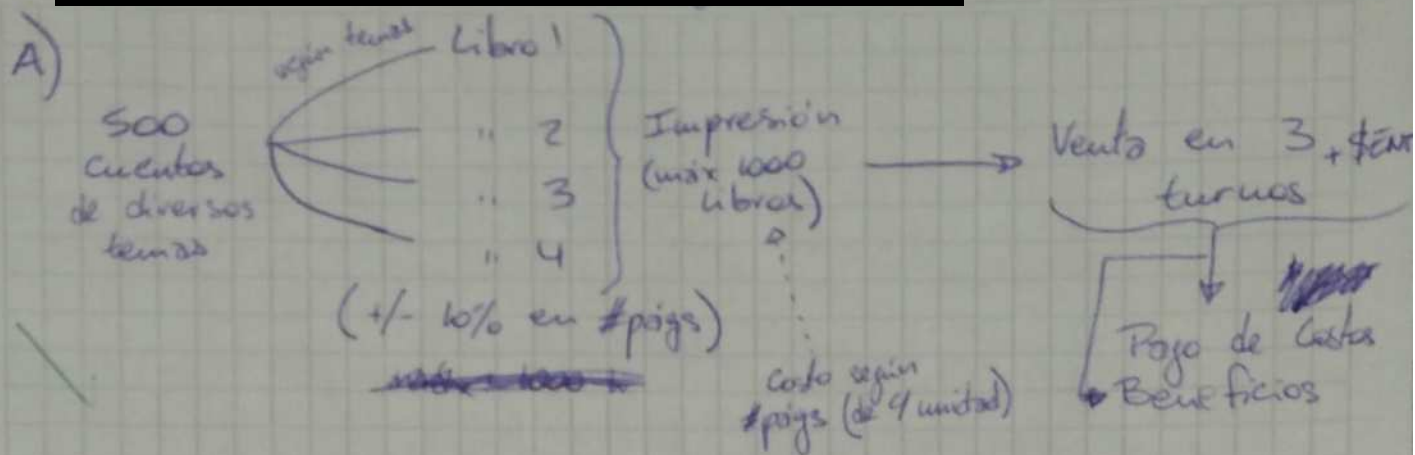 A)
500
cuentos
de diversos
temas
según temas
Libro 1
" 2
" 3
" 4
(+/- 10% en #págs)
Impresión
(máx 1000
libros)
Costo según
#págs (de 4 unidad)
Venta en 3
turnos
Pago de Costos
Beneficios